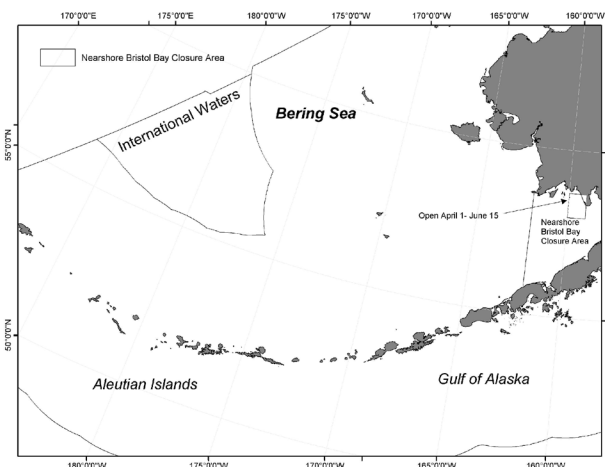 170°0'0"E 175°0'0"E 180°0'0"W 175°0'0"W 170°0'0"W 165°0'0"W 160°0'0"W
Nearshore Bristol Bay Closure Area
International Waters
Bering Sea
55°0'0"N
Open April 1- June 15
Nearshore
Bristol Bay
Closure Area
50°0'0"N
Aleutian Islands
Gulf of Alaska
180°0'0"W 175°0'0"W 170°0'0"W 165°0'0"W 160°0'0"W